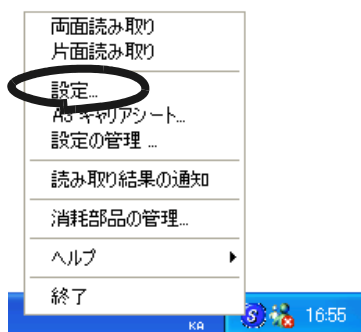 両面読み取り
片面読み取り
設定...
A3 キャリアシート...
設定の管理 ...
読み取り結果の通知
消耗部品の管理...
ヘルプ
終了
KA
S
16:55